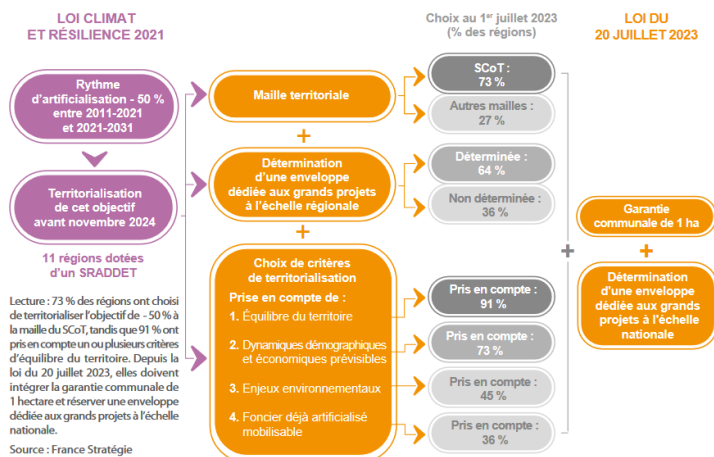 LOI CLIMAT
ET RÉSILIENCE 2021
Choix au 1er juillet 2023
(% des régions)
LOI DU
20 JUILLET 2023
Rythme
d'artificialisation - 50 %
entre 2011-2021
et 2021-2031
Territorialisation
de cet objectif
avant novembre 2024
11 régions dotées
d'un SRADDET
Lecture : 73 % des régions ont choisi
de territorialiser l'objectif de - 50 % à
la maille du SCoT, tandis que 91 % ont
pris en compte un ou plusieurs critères
d'équilibre du territoire. Depuis la
loi du 20 juillet 2023, elles doivent
intégrer la garantie communale de
1 hectare et réserver une enveloppe
dédiée aux grands projets à l'échelle
nationale.
Source : France Stratégie
Maille territoriale
+
Détermination
d'une enveloppe
dédiée aux grands projets
à l'échelle régionale
+
Choix de critères
de territorialisation
Prise en compte de :
1. Équilibre du territoire
2. Dynamiques démographiques
et économiques prévisibles
3. Enjeux environnementaux
4. Foncier déjà artificialisé
mobilisable
SCoT :
73 %
Autres mailles :
27 %
Déterminée :
64 %
Non déterminée :
36 %
Pris en compte :
91 %
Pris en compte :
73 %
Pris en compte :
45 %
Pris en compte :
36 %
+
Garantie
communale de 1 ha
+
Détermination
d'une enveloppe
dédiée aux grands
projets à l'échelle
nationale